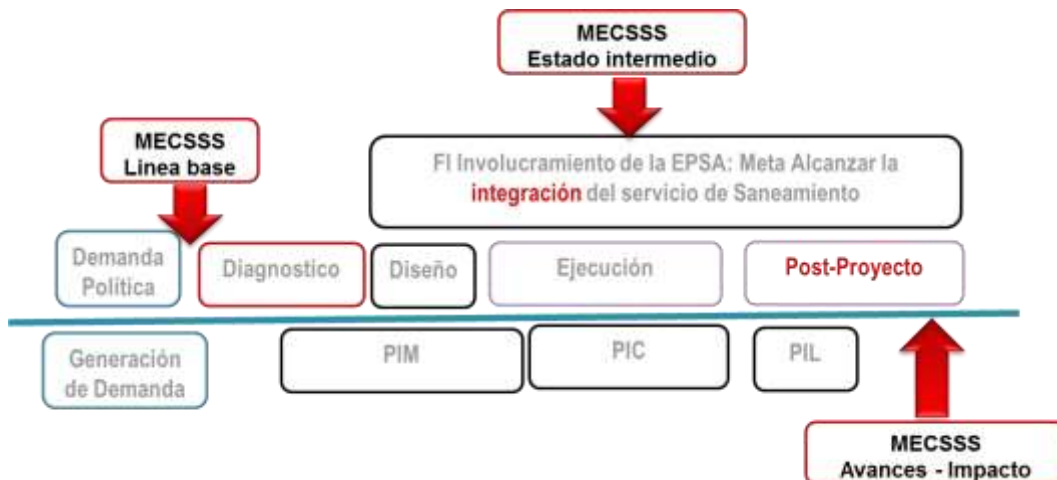 MECSSS
Estado intermedio
MECSSS
Linea base
FI Involucramiento de la EPSA: Meta Alcanzar la
integración del servicio de Saneamiento
Demanda
Política
Diagnostico
Diseño
Ejecución
Post-Proyecto
Generación
de Demanda
PIM
PIC
PIL
MECSSS
Avances - Impacto